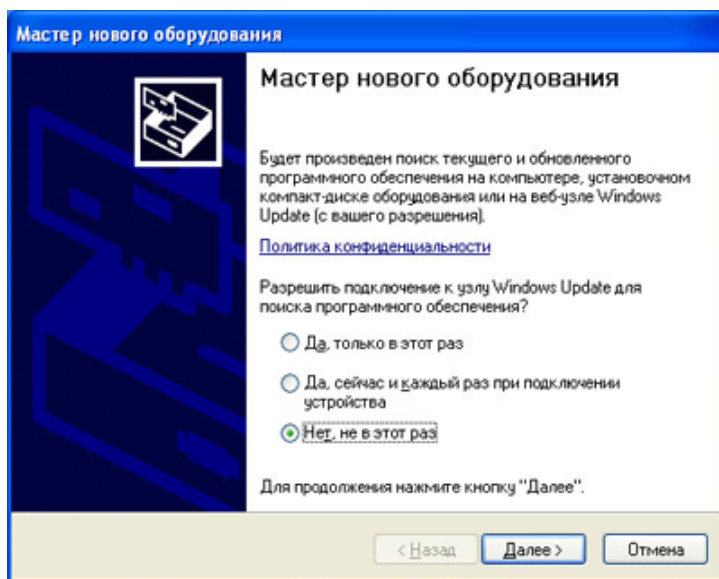 Мастер нового оборудования
Мастер нового оборудования
Будет произведен поиск текущего и обновленного
программного обеспечения на компьютере, установочном
компакт-диске оборудования или на веб-узле Windows
Update (с вашего разрешения).
Политика конфиденциальности
Разрешить подключение к узлу Windows Update для
поиска программного обеспечения?
Да, только в этот раз
Да, сейчас и каждый раз при подключении
устройства
Нет, не в этот раз
Для продолжения нажмите кнопку "Далее".
< Назад Далее > Отмена